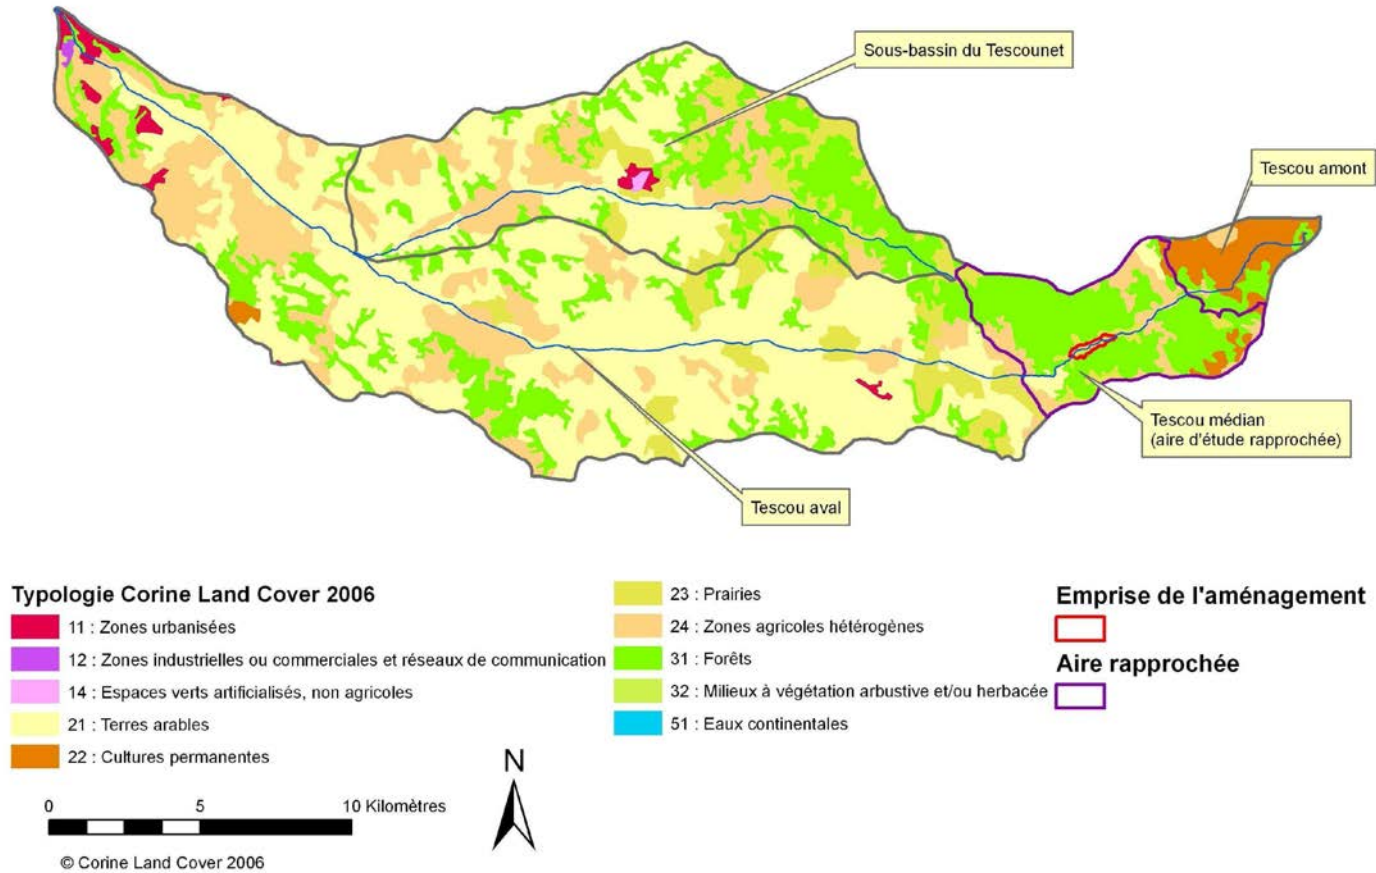 Sous-bassin du Tescounet
Tescou amont
Tescou médian
(aire d'étude rapprochée)
Tescou aval
Typologie Corine Land Cover 2006
11 : Zones urbanisées
12 : Zones industrielles ou commerciales et réseaux de communication
14 : Espaces verts artificialisés, non agricoles
21 : Terres arables
22 : Cultures permanentes
23 : Prairies
24 : Zones agricoles hétérogènes
31 : Forêts
32 : Milieux à végétation arbustive et/ou herbacée
51 : Eaux continentales
Emprise de l'aménagement
Aire rapprochée
N
0 5 10 Kilomètres
© Corine Land Cover 2006